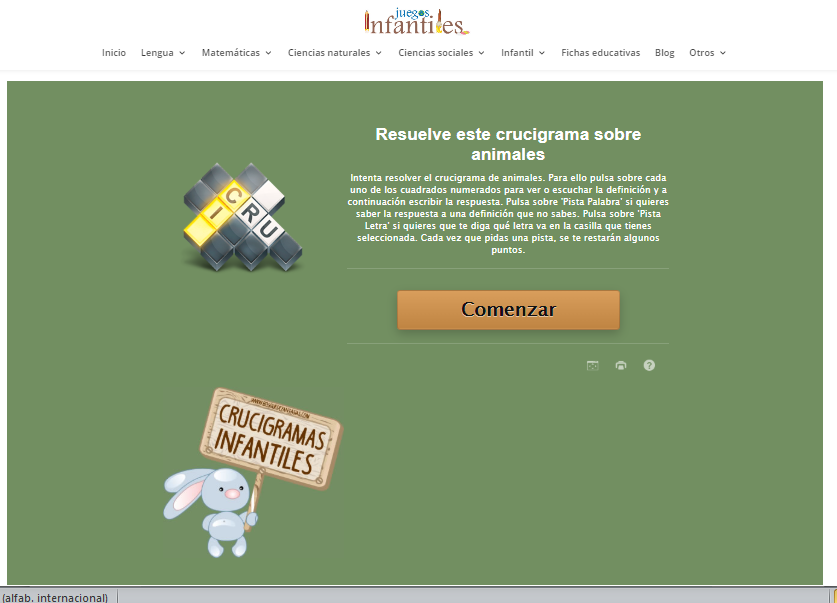 juegos
infantiles
Inicio Lengua Matemáticas Ciencias naturales Ciencias sociales Infantil Fichas educativas Blog Otros
Resuelve este crucigrama sobre
animales
Intenta resolver el crucigrama de animales. Para ello pulsa sobre cada
uno de los cuadrados numerados para ver o escuchar la definición y a
continuación escribir la respuesta. Pulsa sobre 'Pista Palabra' si quieres
saber la respuesta a una definición que no sabes. Pulsa sobre 'Pista
Letra' si quieres que te diga qué letra va en la casilla que tienes
seleccionada. Cada vez que pidas una pista, se te restarán algunos
puntos.
C
I R
U
Comenzar
?
CRUCIGRAMAS
INFANTILES
(alfab. internacional)